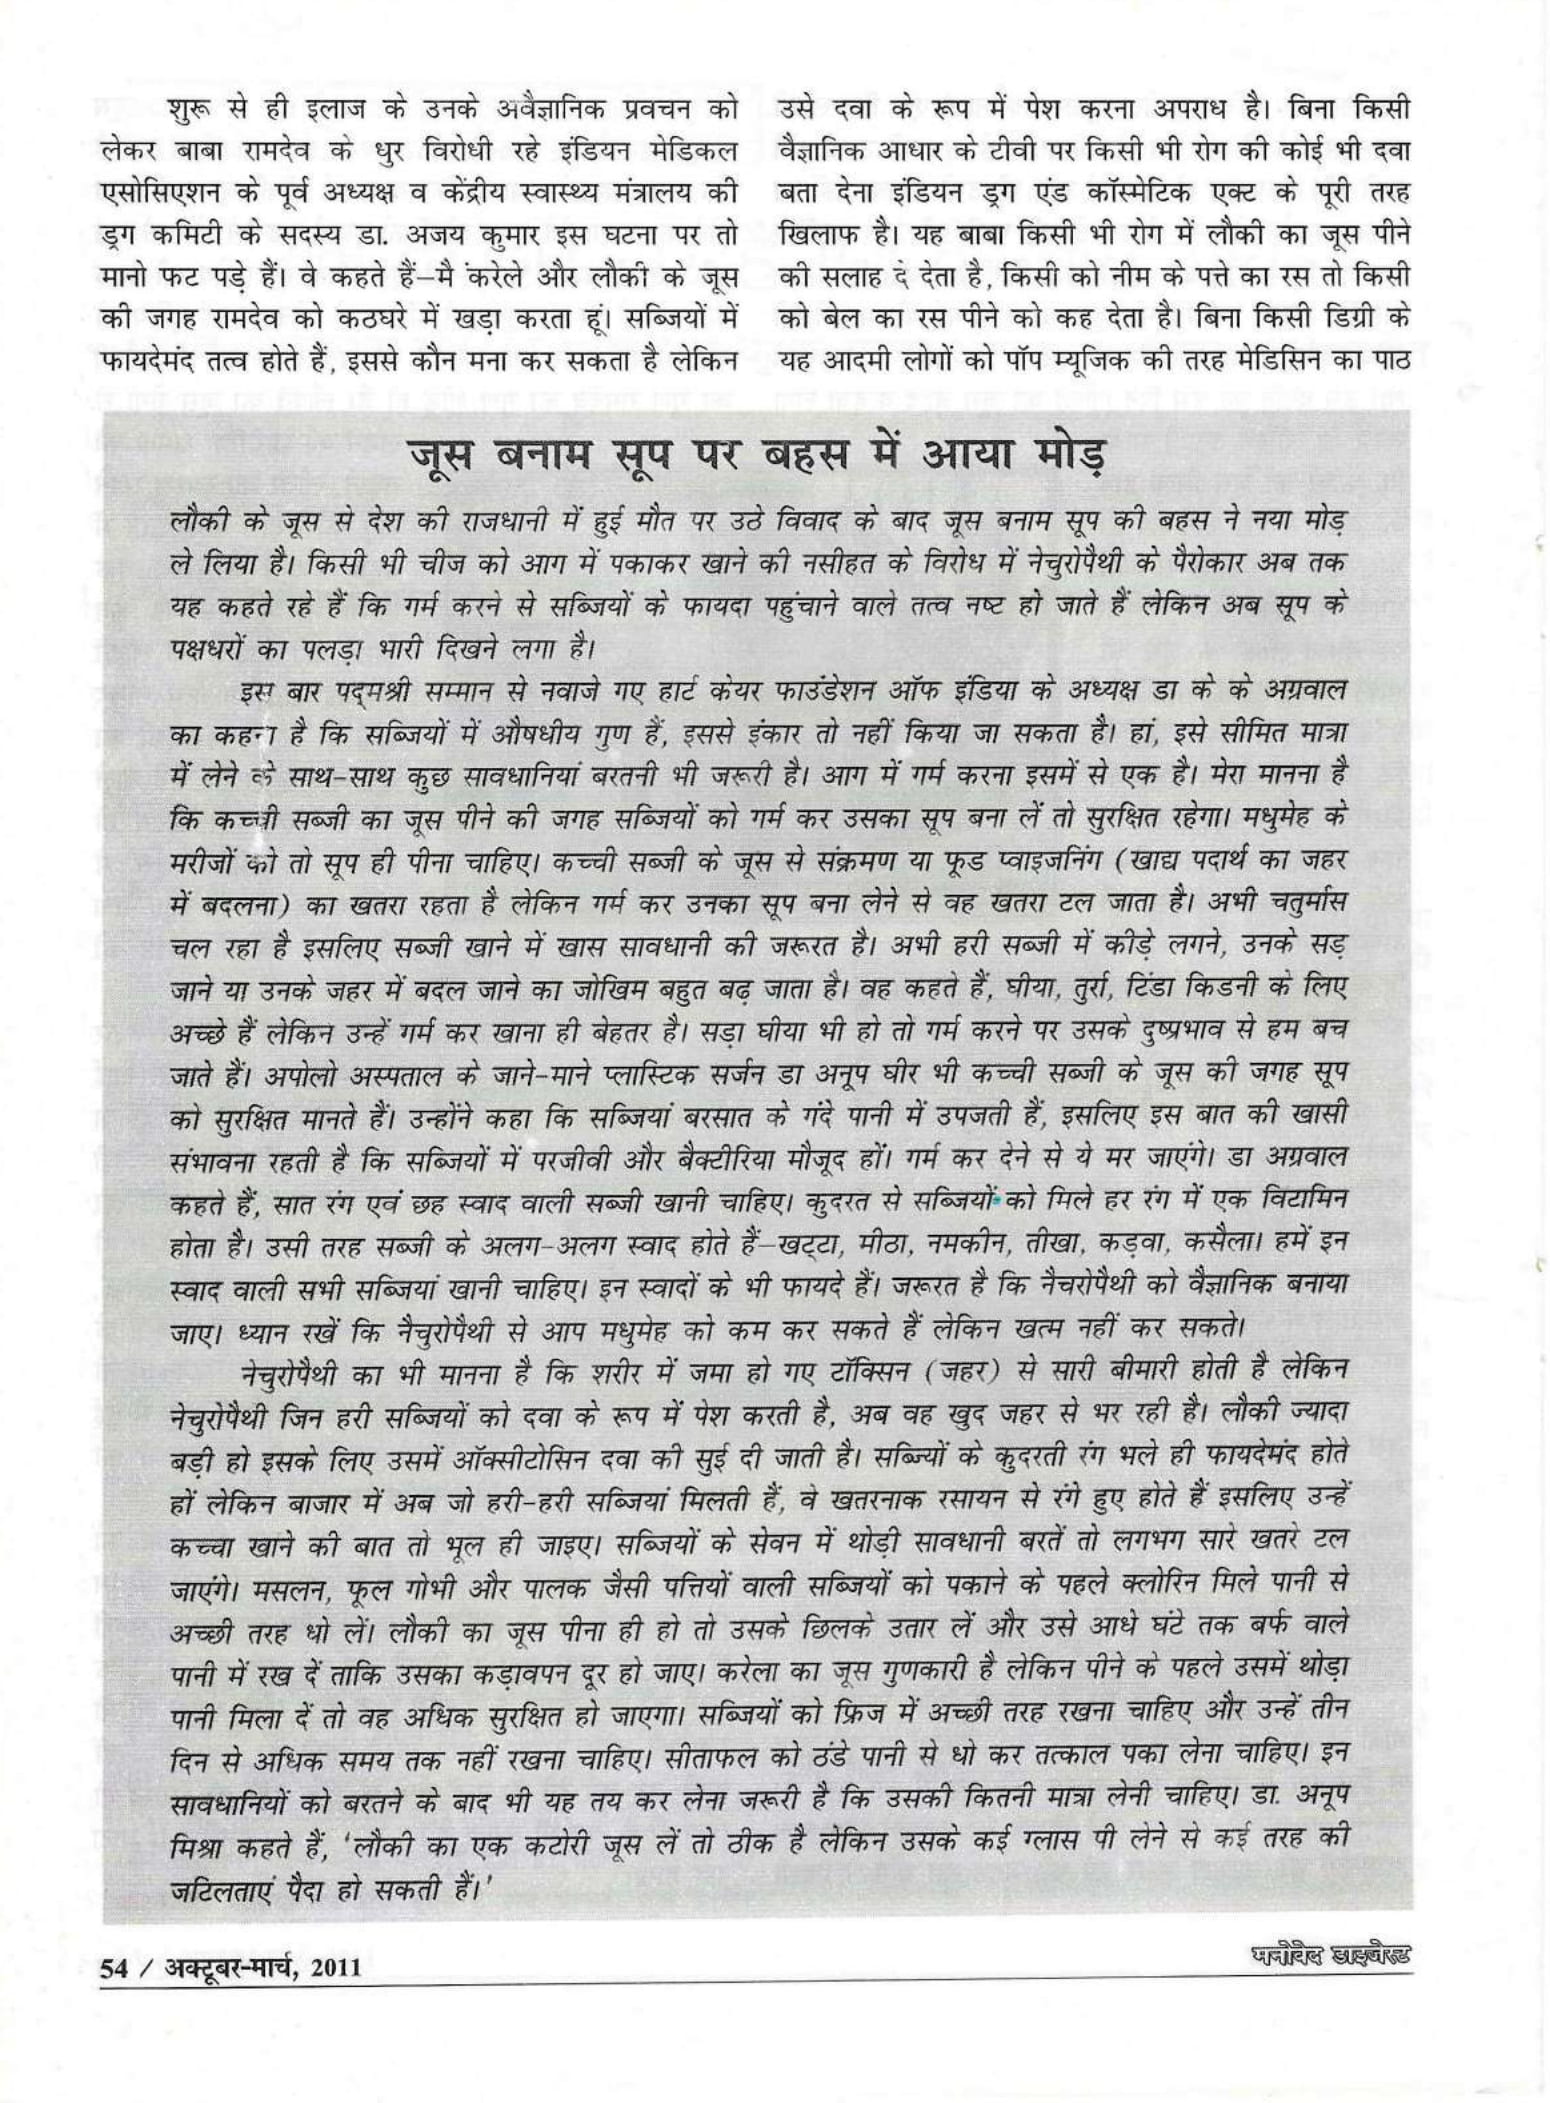 शुरू से ही इलाज के उनके अवैज्ञानिक प्रवचन को
लेकर बाबा रामदेव के धुर विरोधी रहे इंडियन मेडिकल
एसोसिएशन के पूर्व अध्यक्ष व केंद्रीय स्वास्थ्य मंत्रालय की
ड्रग कमिटी के सदस्य डा. अजय कुमार इस घटना पर तो
मानो फट पड़े हैं। वे कहते हैं–मै ंकरेले और लौकी के जूस
की जगह रामदेव को कठघरे में खड़ा करता हूं। सब्जियों में
फायदेमंद तत्व होते हैं, इससे कौन मना कर सकता है लेकिन
उसे दवा के रूप में पेश करना अपराध है। बिना किसी
वैज्ञानिक आधार के टीवी पर किसी भी रोग की कोई भी दवा
बता देना इंडियन ड्रग एंड कॉस्मेटिक एक्ट के पूरी तरह
खिलाफ है। यह बाबा किसी भी रोग में लौकी का जूस पीने
की सलाह दे देता है, किसी को नीम के पत्ते का रस तो किसी
को बेल का रस पीने को कह देता है। बिना किसी डिग्री के
यह आदमी लोगों को पॉप म्यूजिक की तरह मेडिसिन का पाठ
जूस बनाम सूप पर बहस में आया मोड़
लौकी के जूस से देश की राजधानी में हुई मौत पर उठे विवाद के बाद जूस बनाम सूप की बहस ने नया मोड़
ले लिया है। किसी भी चीज को आग में पकाकर खाने की नसीहत के विरोध में नेचुरोपैथी के पैरोकार अब तक
यह कहते रहे हैं कि गर्म करने से सब्जियों के फायदा पहुंचाने वाले तत्व नष्ट हो जाते हैं लेकिन अब सूप के
पक्षधरों का पलड़ा भारी दिखने लगा है।
इस बार पद्मश्री सम्मान से नवाजे गए हार्ट केयर फाउंडेशन ऑफ इंडिया के अध्यक्ष डा के के अग्रवाल
का कहना है कि सब्जियों में औषधीय गुण हैं, इससे इंकार तो नहीं किया जा सकता है। हां, इसे सीमित मात्रा
में लेने के साथ-साथ कुछ सावधानियां बरतनी भी जरूरी है। आग में गर्म करना इसमें से एक है। मेरा मानना है
कि कच्ची सब्जी का जूस पीने की जगह सब्जियों को गर्म कर उसका सूप बना लें तो सुरक्षित रहेगा। मधुमेह के
मरीजों को तो सूप ही पीना चाहिए। कच्ची सब्जी के जूस से संक्रमण या फूड प्वाइजनिंग (खाद्य पदार्थ का जहर
में बदलना) का खतरा रहता है लेकिन गर्म कर उनका सूप बना लेने से वह खतरा टल जाता है। अभी चतुर्मास
चल रहा है इसलिए सब्जी खाने में खास सावधानी की जरूरत है। अभी हरी सब्जी में कीड़े लगने, उनके सड़
जाने या उनके जहर में बदल जाने का जोखिम बहुत बढ़ जाता है। वह कहते हैं, घीया, तुर्रा, टिंडा किडनी के लिए
अच्छे हैं लेकिन उन्हें गर्म कर खाना ही बेहतर है। सड़ा घीया भी हो तो गर्म करने पर उसके दुष्प्रभाव से हम बच
जाते हैं। अपोलो अस्पताल के जाने-माने प्लास्टिक सर्जन डा अनूप घीर भी कच्ची सब्जी के जूस की जगह सूप
को सुरक्षित मानते हैं। उन्होंने कहा कि सब्जियां बरसात के गंदे पानी में उपजती हैं, इसलिए इस बात की खासी
संभावना रहती है कि सब्जियों में परजीवी और बैक्टीरिया मौजूद हों। गर्म कर देने से ये मर जाएंगे। डा अग्रवाल
कहते हैं, सात रंग एवं छह स्वाद वाली सब्जी खानी चाहिए। कुदरत से सब्जियों को मिले हर रंग में एक विटामिन
होता है। उसी तरह सब्जी के अलग-अलग स्वाद होते हैं–खट्टा, मीठा, नमकीन, तीखा, कड़वा, कसैला। हमें इन
स्वाद वाली सभी सब्जियां खानी चाहिए। इन स्वादों के भी फायदे हैं। जरूरत है कि नैचरोपैथी को वैज्ञानिक बनाया
जाए। ध्यान रखें कि नैचुरोपैथी से आप मधुमेह को कम कर सकते हैं लेकिन खत्म नहीं कर सकते।
नेचुरोपैथी का भी मानना है कि शरीर में जमा हो गए टॉक्सिन (जहर) से सारी बीमारी होती है लेकिन
नेचुरोपैथी जिन हरी सब्जियों को दवा के रूप में पेश करती है, अब वह खुद जहर से भर रही है। लौकी ज्यादा
बड़ी हो इसके लिए उसमें ऑक्सीटोसिन दवा की सुई दी जाती है। सब्ज्यिों के कुदरती रंग भले ही फायदेमंद होते
हों लेकिन बाजार में अब जो हरी-हरी सब्जियां मिलती हैं, वे खतरनाक रसायन से रंगे हुए होते हैं इसलिए उन्हें
कच्चा खाने की बात तो भूल ही जाइए। सब्जियों के सेवन में थोड़ी सावधानी बरतें तो लगभग सारे खतरे टल
जाएंगे। मसलन, फूल गोभी और पालक जैसी पत्तियों वाली सब्जियों को पकाने के पहले क्लोरिन मिले पानी से
अच्छी तरह धो लें। लौकी का जूस पीना ही हो तो उसके छिलके उतार लें और उसे आधे घंटे तक बर्फ वाले
पानी में रख दें ताकि उसका कड़ावपन दूर हो जाए। करेला का जूस गुणकारी है लेकिन पीने के पहले उसमें थोड़ा
पानी मिला दें तो वह अधिक सुरक्षित हो जाएगा। सब्जियों को फ्रिज में अच्छी तरह रखना चाहिए और उन्हें तीन
दिन से अधिक समय तक नहीं रखना चाहिए। सीताफल को ठंडे पानी से धो कर तत्काल पका लेना चाहिए। इन
सावधानियों को बरतने के बाद भी यह तय कर लेना जरूरी है कि उसकी कितनी मात्रा लेनी चाहिए। डा. अनूप
मिश्रा कहते हैं, 'लौकी का एक कटोरी जूस लें तो ठीक है लेकिन उसके कई ग्लास पी लेने से कई तरह की
जटिलताएं पैदा हो सकती हैं।'
54 / अक्टूबर-मार्च, 2011
मनोवेद डाइजेस्ट